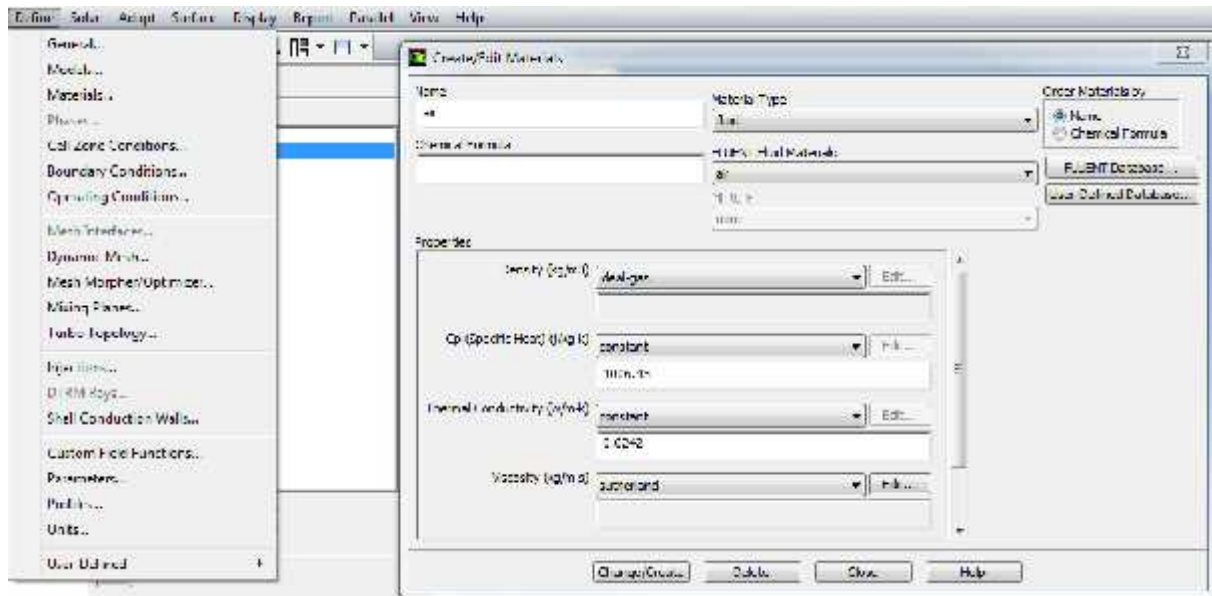 Define Solve Adapt Surface Display Report Parallel View Help
General...
Models...
Materials...
Phases...
Cell Zone Conditions...
Boundary Conditions...
Operating Conditions...
Mesh Interfaces...
Dynamic Mesh...
Mesh Morpher/Optimizer...
Mixing Planes...
Turbo Topology...
Injections...
DTRM Rays...
Shell Conduction Walls...
Custom Field Functions...
Parameters...
Profiles...
Units...
User-Defined
Create/Edit Materials
Name
air
Chemical Formula
Material Type
fluid
FLUENT Fluid Materials
air
Mixture
none
Order Materials by
Name
Chemical Formula
FLUENT Database...
User-Defined Database...
Properties
Density (kg/m3)
ideal-gas
Edit...
Cp (Specific Heat) (j/kg-k)
constant
Edit...
1006.43
Thermal Conductivity (w/m-k)
constant
Edit...
0.0242
Viscosity (kg/m-s)
sutherland
Edit...
Change/Create
Delete
Close
Help